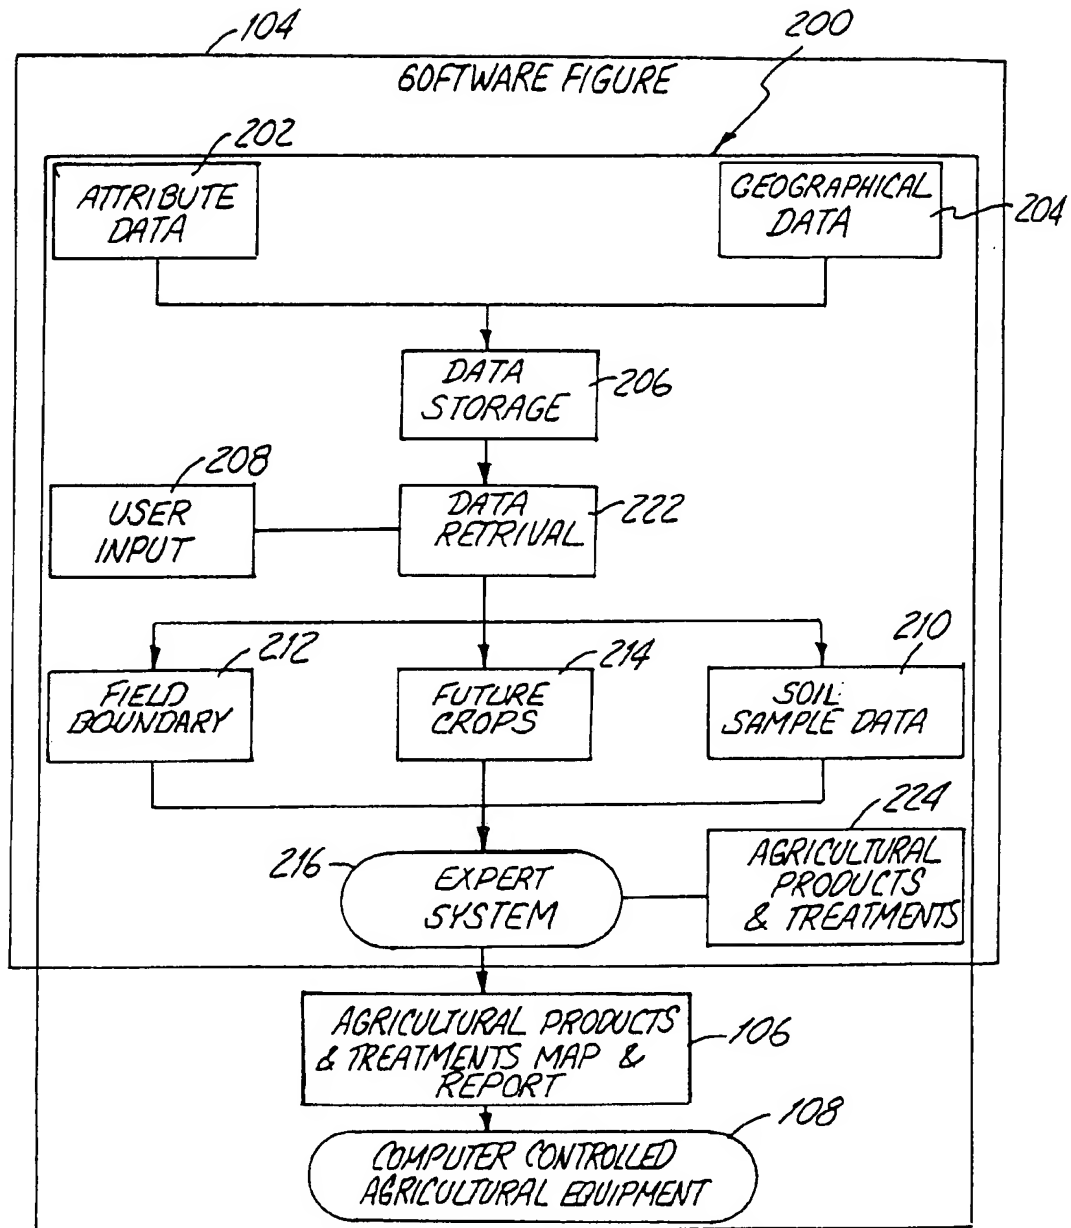 104
200
60FTWARE FIGURE
202
ATTRIBUTE
DATA
GEOGRAPHICAL
DATA
204
DATA
STORAGE
206
208
USER
INPUT
DATA
RETRIVAL
222
212
FIELD
BOUNDARY
214
FUTURE
CROPS
210
SOIL
SAMPLE DATA
224
216
EXPERT
SYSTEM
AGRICULTURAL
PRODUCTS
& TREATMENTS
AGRICULTURAL PRODUCTS
& TREATMENTS MAP &
REPORT
106
108
COMPUTER CONTROLLED
AGRICULTURAL EQUIPMENT